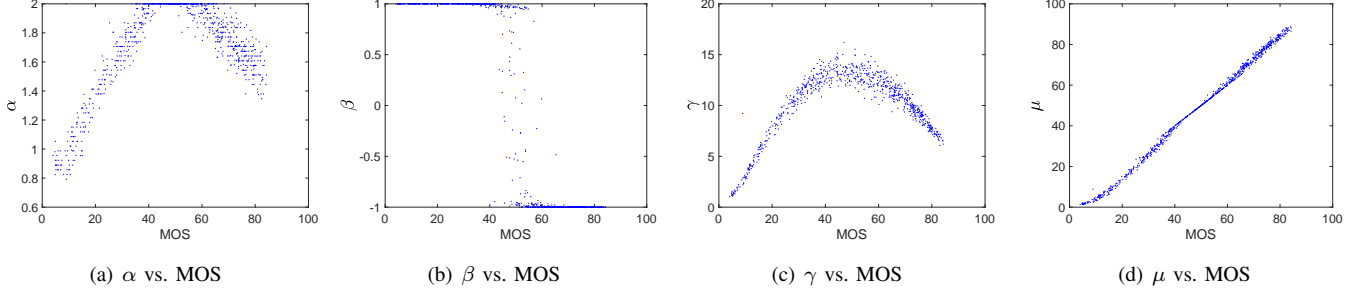 2
1.8
1.6
1.4
1.2
1
0.8
0.6
α
0 20 40 60 80 100
MOS
(a) α vs. MOS
1
0.5
0
-0.5
-1
β
0 20 40 60 80 100
MOS
(b) β vs. MOS
20
15
10
5
0
γ
0 20 40 60 80 100
MOS
(c) γ vs. MOS
100
80
60
40
20
0
μ
0 20 40 60 80 100
MOS
(d) μ vs. MOS